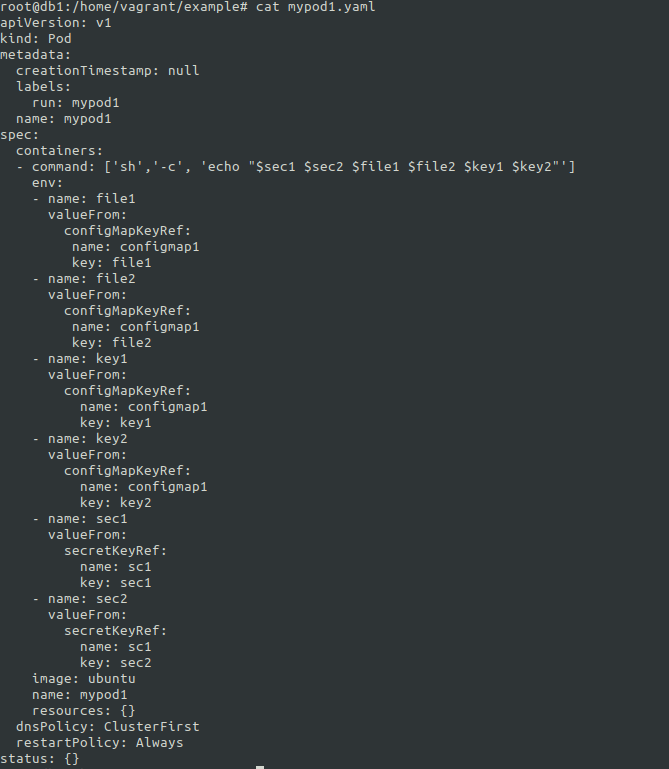 root@db1:/home/vagrant/example# cat mypod1.yaml
apiVersion: v1
kind: Pod
metadata:
  creationTimestamp: null
  labels:
    run: mypod1
  name: mypod1
spec:
  containers:
  - command: ['sh','-c', 'echo "$sec1 $sec2 $file1 $file2 $key1 $key2"']
    env:
    - name: file1
      valueFrom:
        configMapKeyRef:
         name: configmap1
         key: file1
    - name: file2
      valueFrom:
        configMapKeyRef:
         name: configmap1
         key: file2
    - name: key1
      valueFrom:
        configMapKeyRef:
          name: configmap1
          key: key1
    - name: key2
      valueFrom:
        configMapKeyRef:
          name: configmap1
          key: key2
    - name: sec1
      valueFrom:
        secretKeyRef:
          name: sc1
          key: sec1
    - name: sec2
      valueFrom:
        secretKeyRef:
          name: sc1
          key: sec2
    image: ubuntu
    name: mypod1
    resources: {}
  dnsPolicy: ClusterFirst
  restartPolicy: Always
status: {}